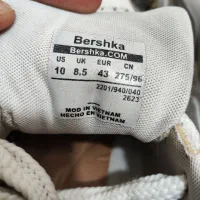 Bershka
Bershka.COM
US UK EUR CN
10 8.5 43 275/96
2201/940/040
2623
MOD IN VIETNAM
HECHO EN VIETNAM